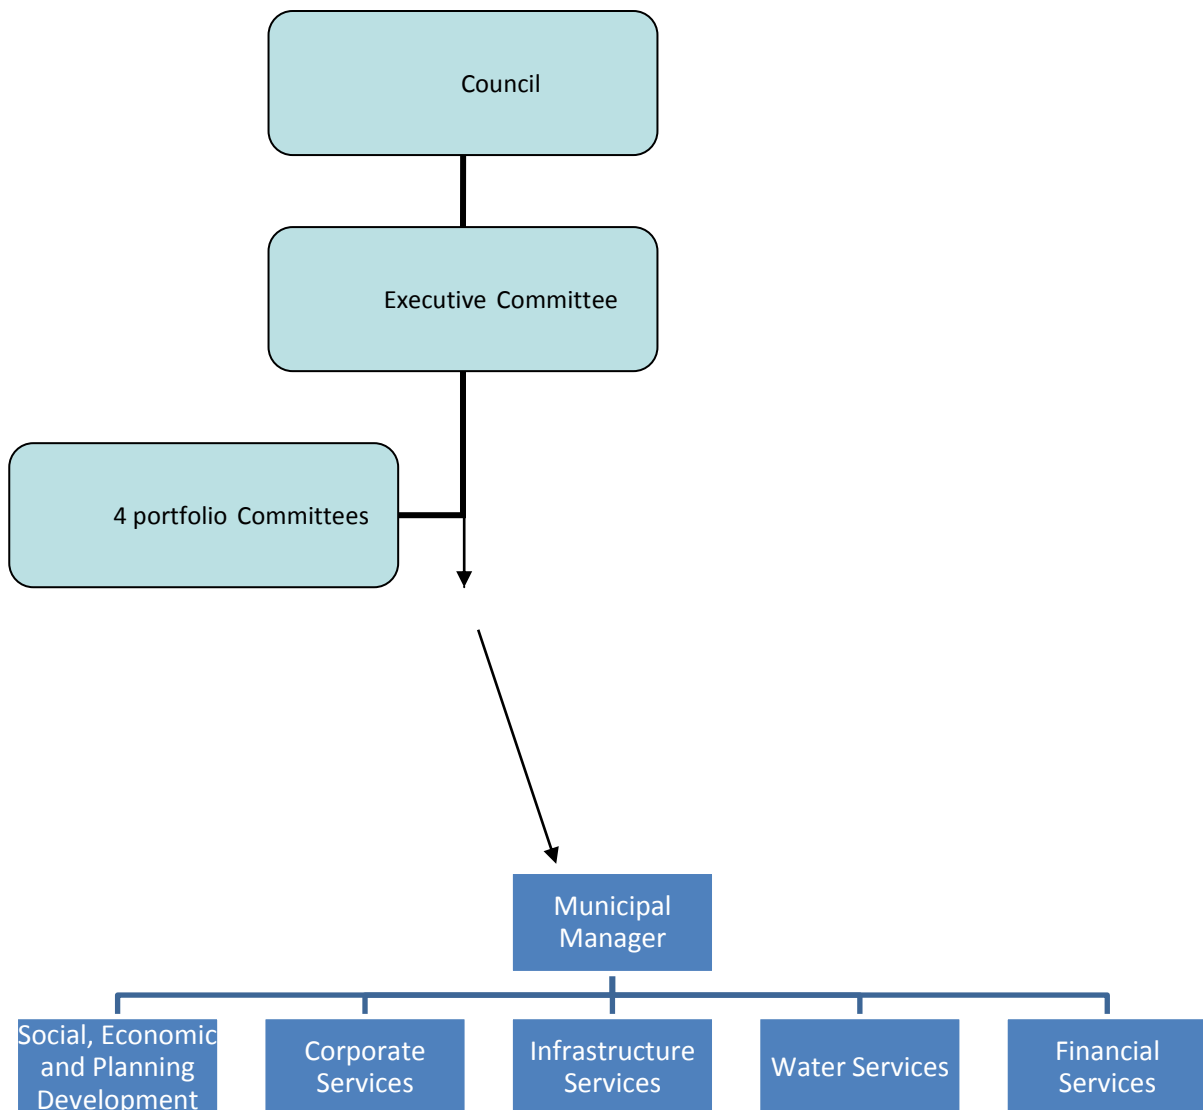 Council
Executive Committee
4 portfolio Committees
Municipal
Manager
Social, Economic
and Planning
Development
Corporate
Services
Infrastructure
Services
Water Services
Financial
Services